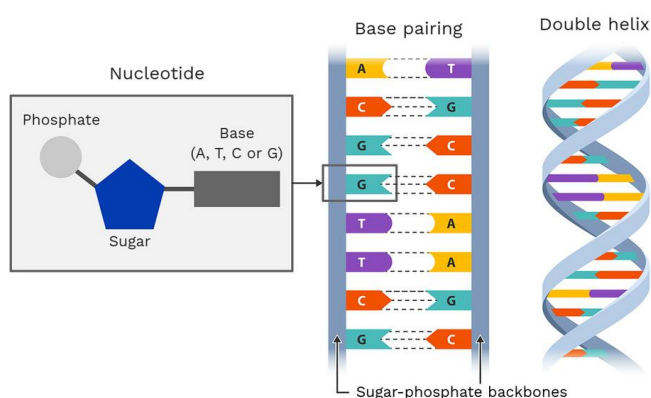 Nucleotide
Phosphate
Base
(A, T, C or G)
Sugar
Base pairing
A T
C G
G C
G C
T A
T A
C G
G C
Sugar-phosphate backbones
Double helix